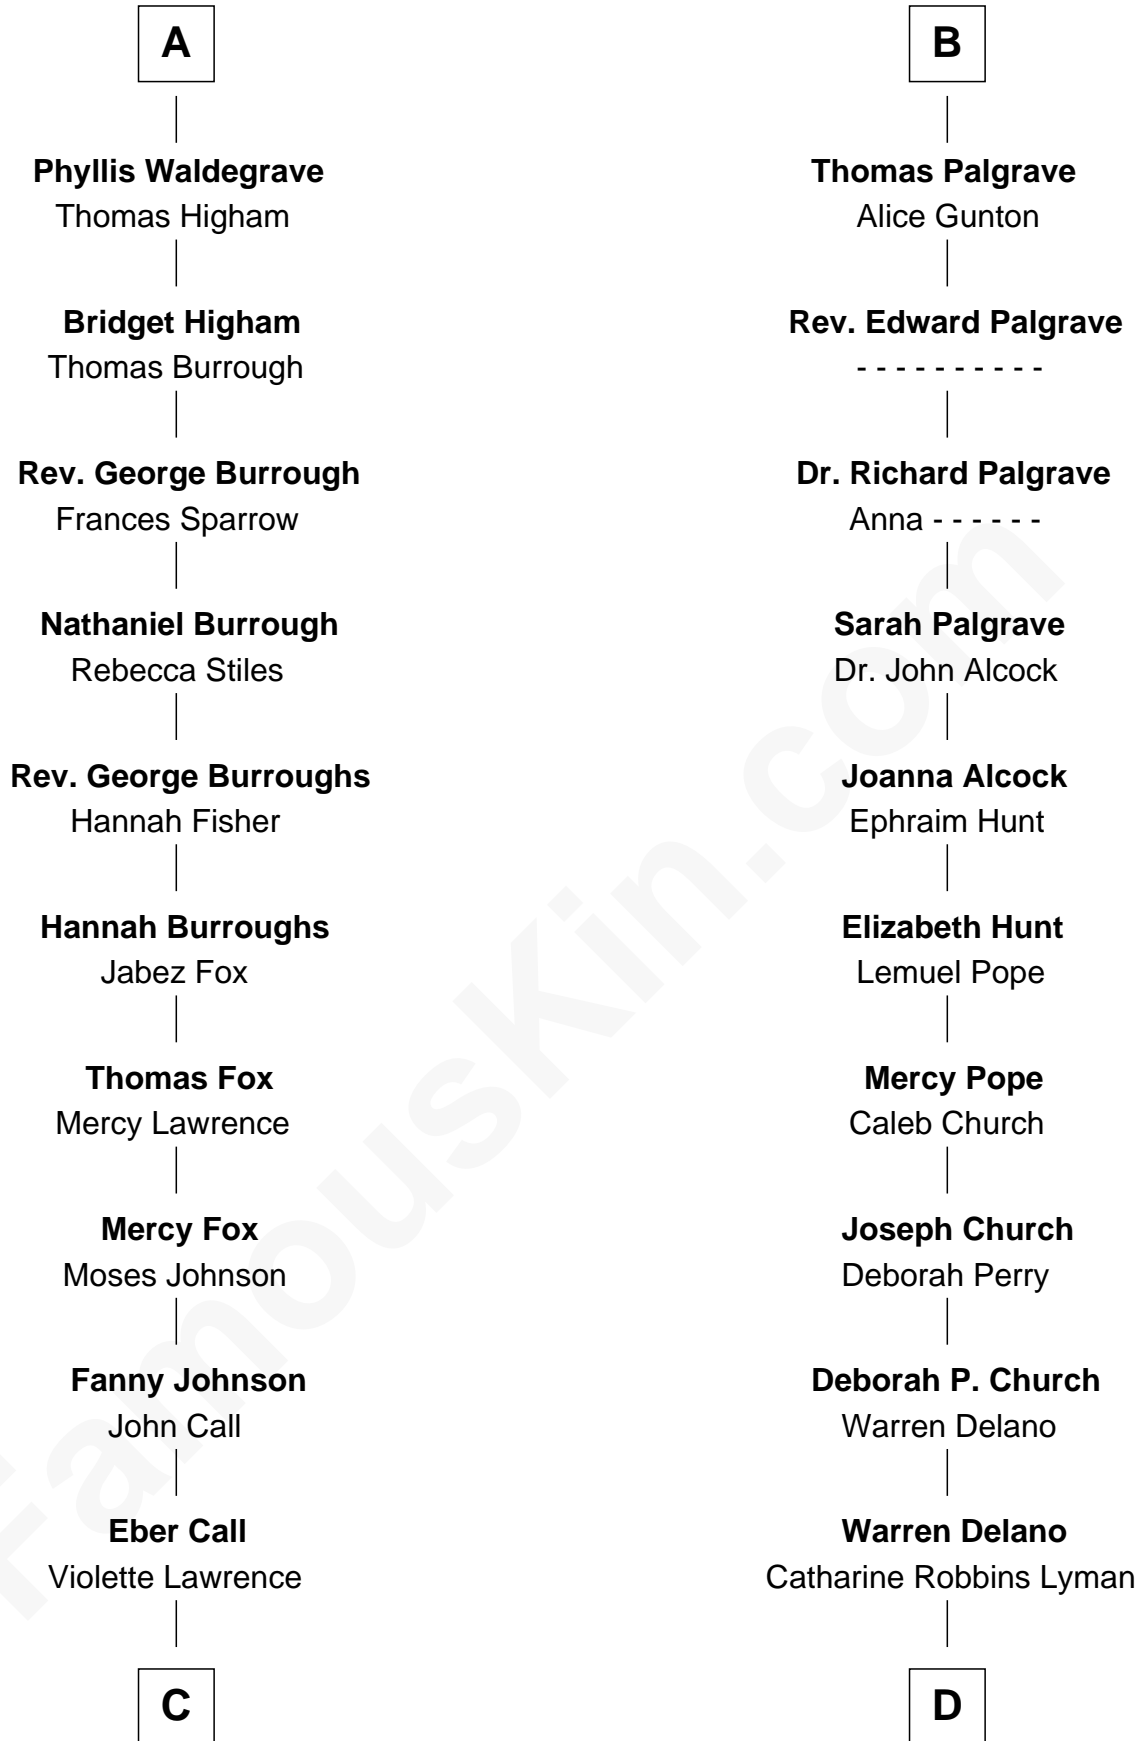 A
Phyllis Waldegrave
Thomas Higham
Bridget Higham
Thomas Burrough
Rev. George Burrough
Frances Sparrow
Nathaniel Burrough
Rebecca Stiles
Rev. George Burroughs
Hannah Fisher
Hannah Burroughs
Jabez Fox
Thomas Fox
Mercy Lawrence
Mercy Fox
Moses Johnson
Fanny Johnson
John Call
Eber Call
Violette Lawrence
C
B
Thomas Palgrave
Alice Gunton
Rev. Edward Palgrave
- - - - - - - - - -
Dr. Richard Palgrave
Anna - - - - - -
Sarah Palgrave
Dr. John Alcock
Joanna Alcock
Ephraim Hunt
Elizabeth Hunt
Lemuel Pope
Mercy Pope
Caleb Church
Joseph Church
Deborah Perry
Deborah P. Church
Warren Delano
Warren Delano
Catharine Robbins Lyman
D
FamousKin.com